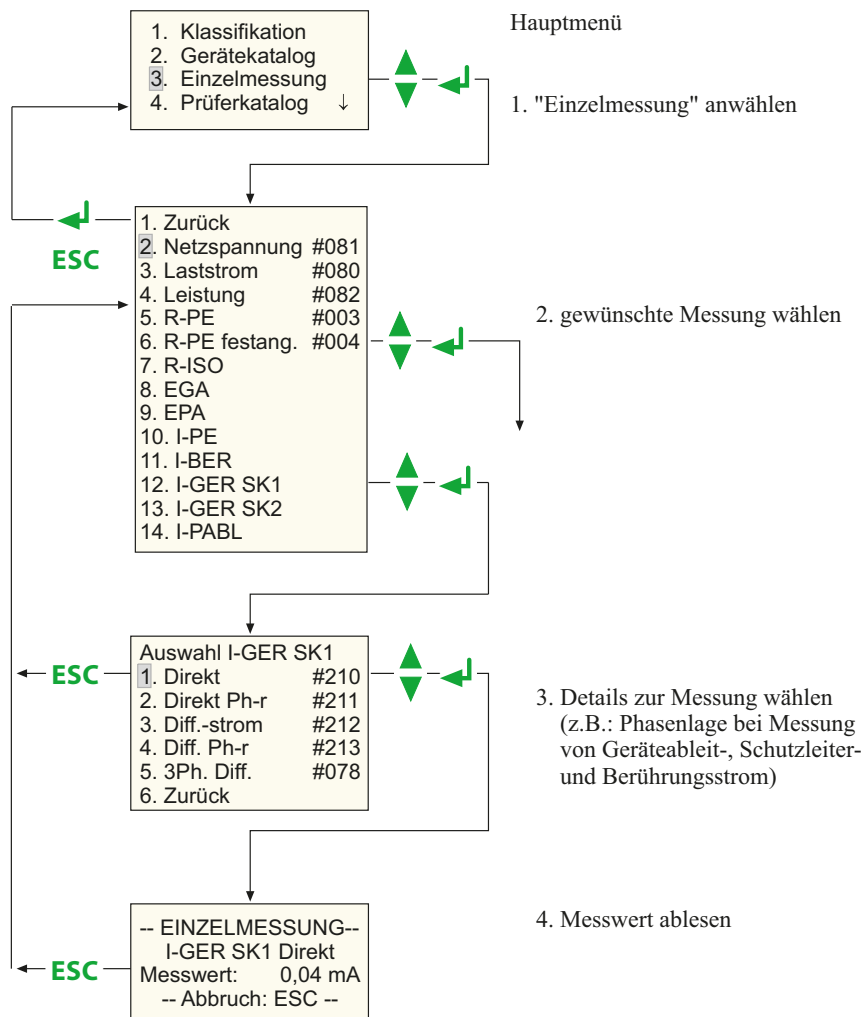 Hauptmenü
1. Klassifikation
2. Gerätekatalog
3. Einzelmessung
4. Prüferkatalog ↓
1. "Einzelmessung" anwählen
ESC
1. Zurück
2. Netzspannung #081
3. Laststrom #080
4. Leistung #082
5. R-PE #003
6. R-PE festang. #004
7. R-ISO
8. EGA
9. EPA
10. I-PE
11. I-BER
12. I-GER SK1
13. I-GER SK2
14. I-PABL
2. gewünschte Messung wählen
ESC
Auswahl I-GER SK1
1. Direkt #210
2. Direkt Ph-r #211
3. Diff.-strom #212
4. Diff. Ph-r #213
5. 3Ph. Diff. #078
6. Zurück
3. Details zur Messung wählen
(z.B.: Phasenlage bei Messung
von Geräteableit-, Schutzleiter-
und Berührungsstrom)
ESC
-- EINZELMESSUNG--
I-GER SK1 Direkt
Messwert: 0,04 mA
-- Abbruch: ESC --
4. Messwert ablesen